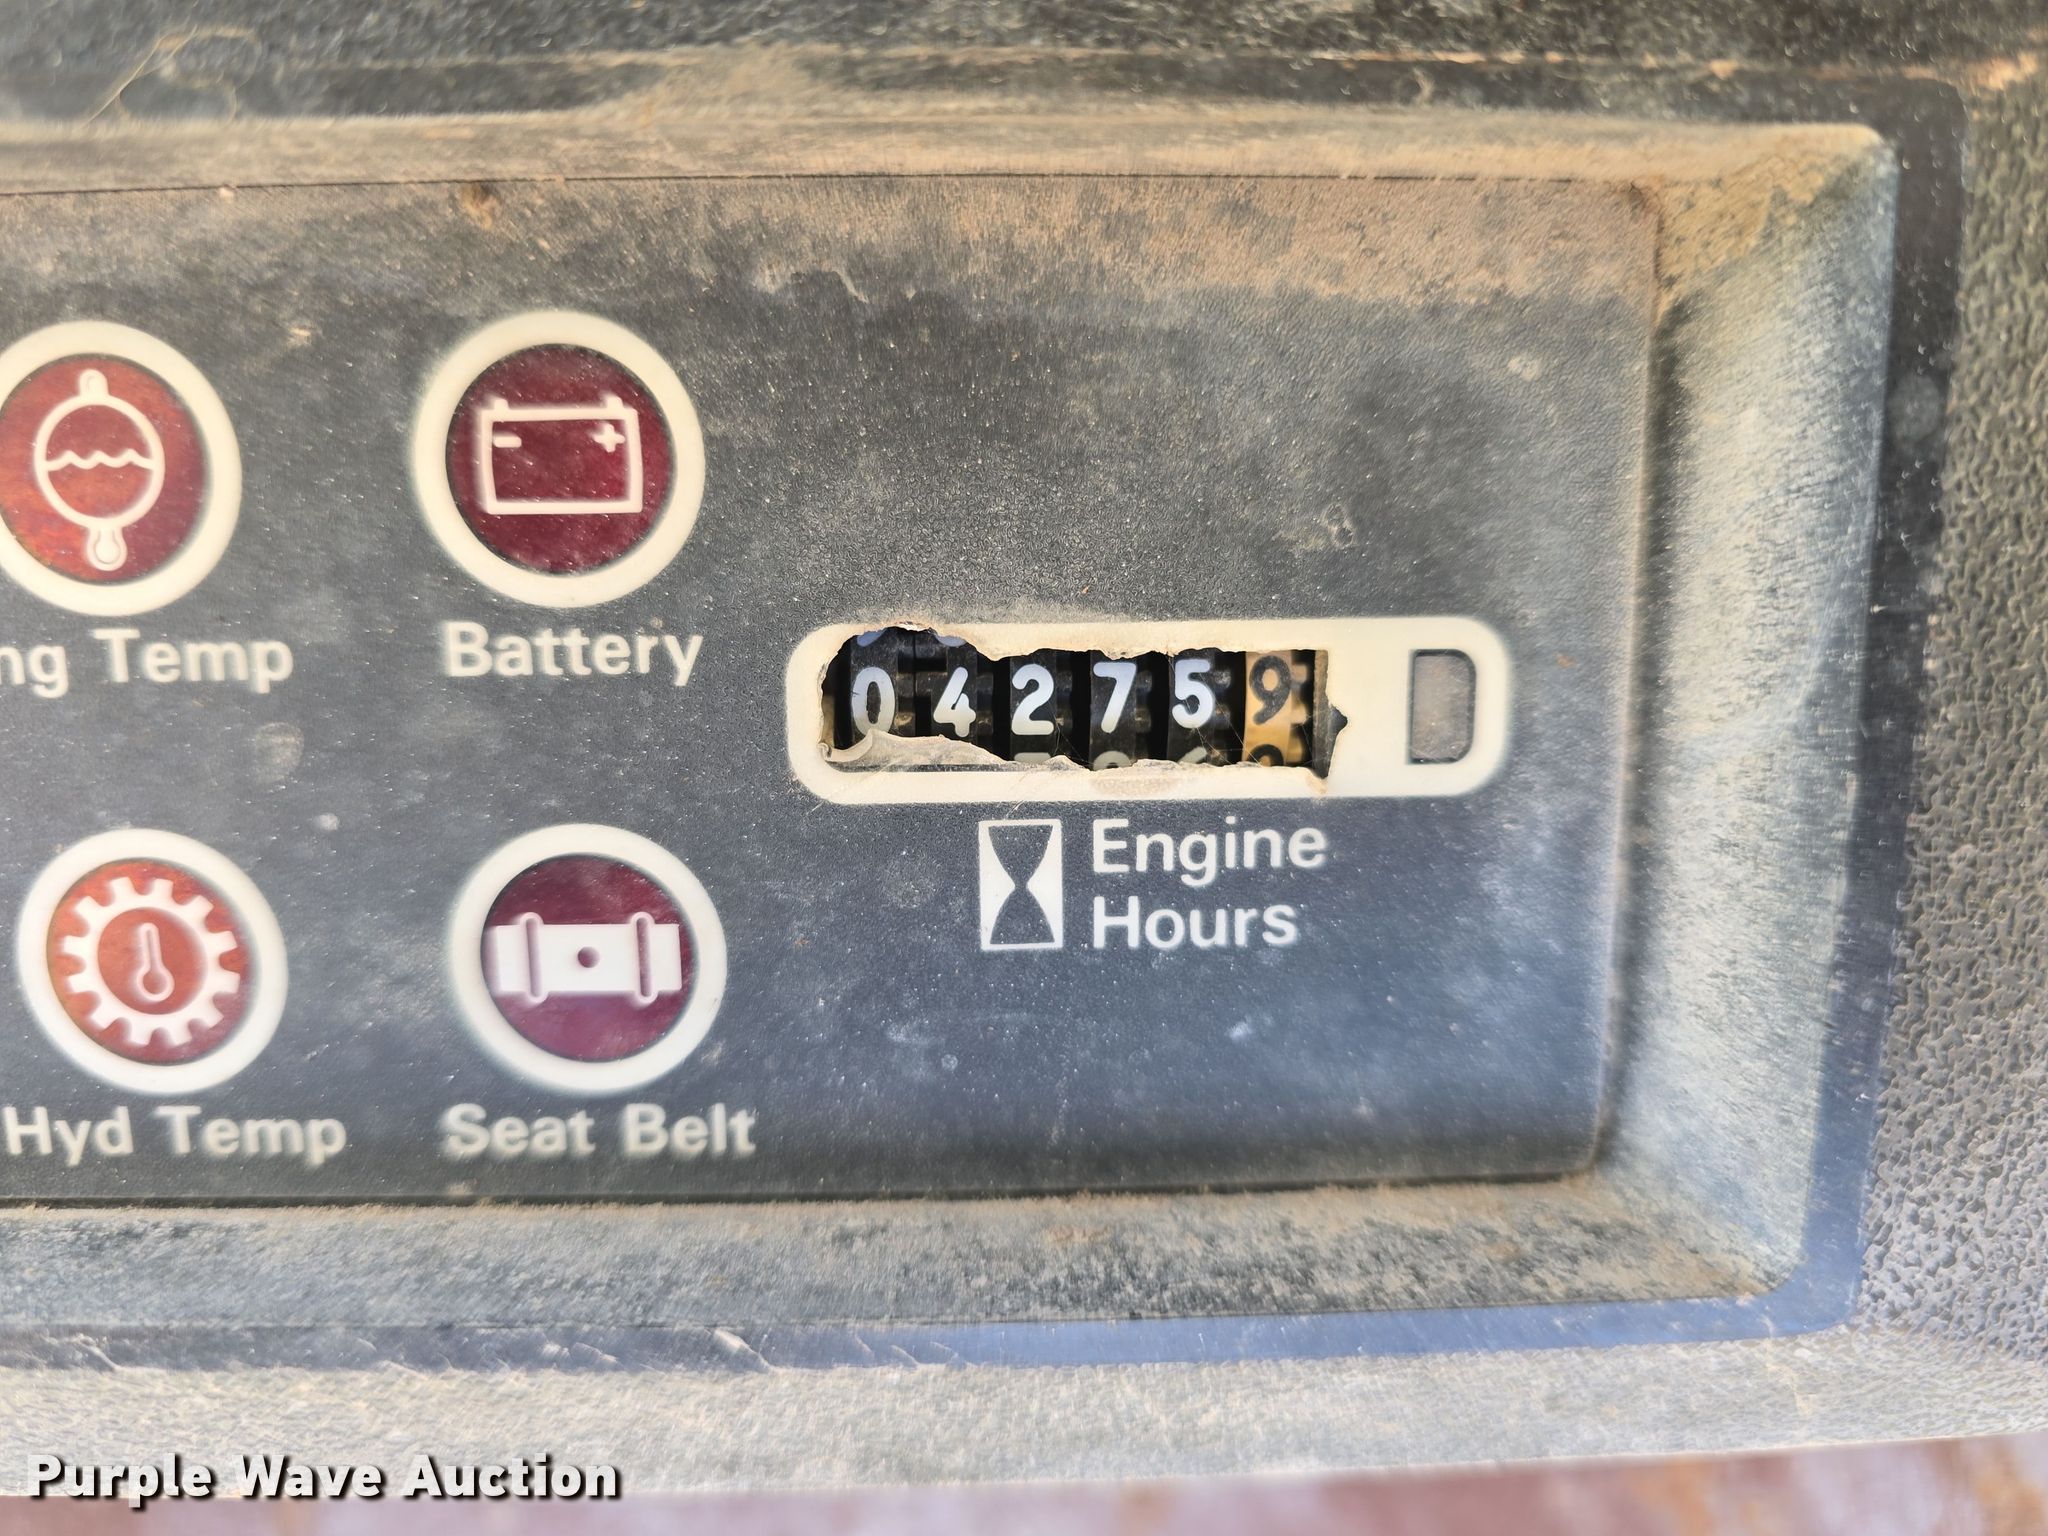 ng Temp
Battery
042759
Engine
Hours
Hyd Temp
Seat Belt
Purple Wave Auction